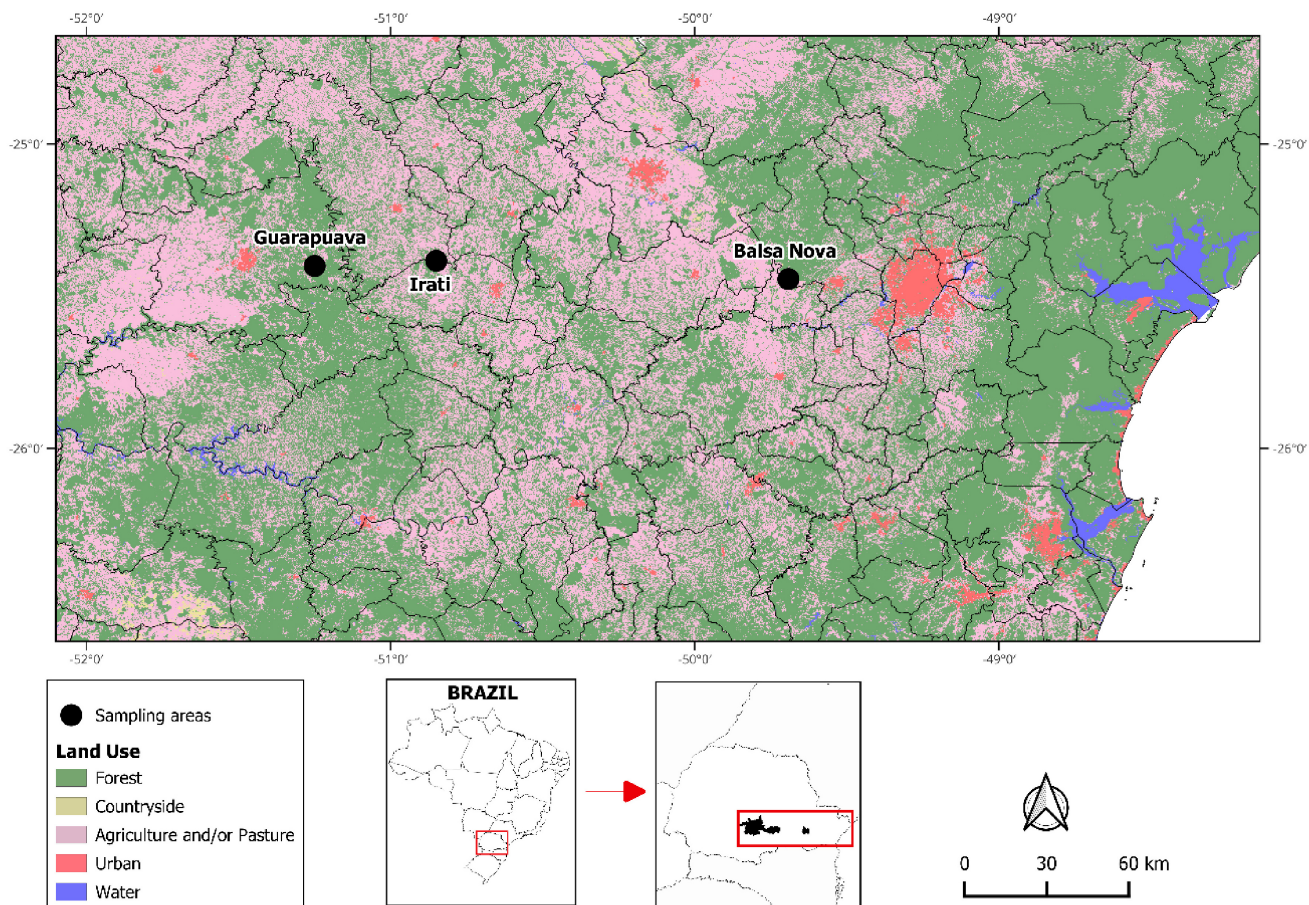 -52°0′ -51°0′ -50°0′ -49°0′
-25°0′ -25°0′
Guarapuava
Irati
Balsa Nova
-26°0′ -26°0′
-52°0′ -51°0′ -50°0′ -49°0′
Sampling areas
Land Use
Forest
Countryside
Agriculture and/or Pasture
Urban
Water
BRAZIL
0 30 60 km